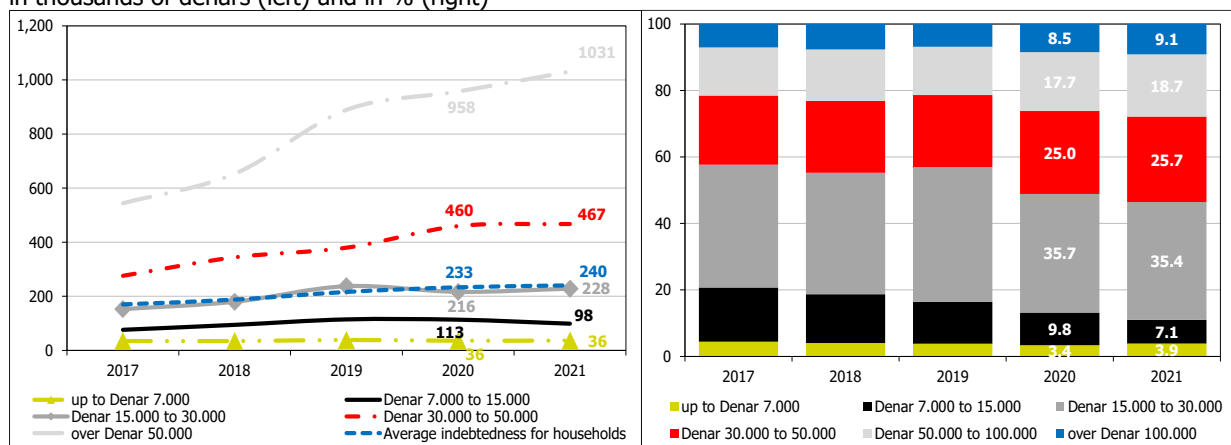 in thousands of denars (left) and in % (right)
1,200
1,000
800
600
400
200
0
1031
958
460
467
233
240
216
228
113
98
36
36
2017 2018 2019 2020 2021
up to Denar 7.000
Denar 7.000 to 15.000
Denar 15.000 to 30.000
Denar 30.000 to 50.000
over Denar 50.000
Average indebtedness for households
100
80
60
40
20
0
8.5 9.1
17.7 18.7
25.0 25.7
35.7 35.4
9.8 7.1
3.4 3.9
2017 2018 2019 2020 2021
up to Denar 7.000
Denar 7.000 to 15.000
Denar 15.000 to 30.000
Denar 30.000 to 50.000
Denar 50.000 to 100.000
over Denar 100.000